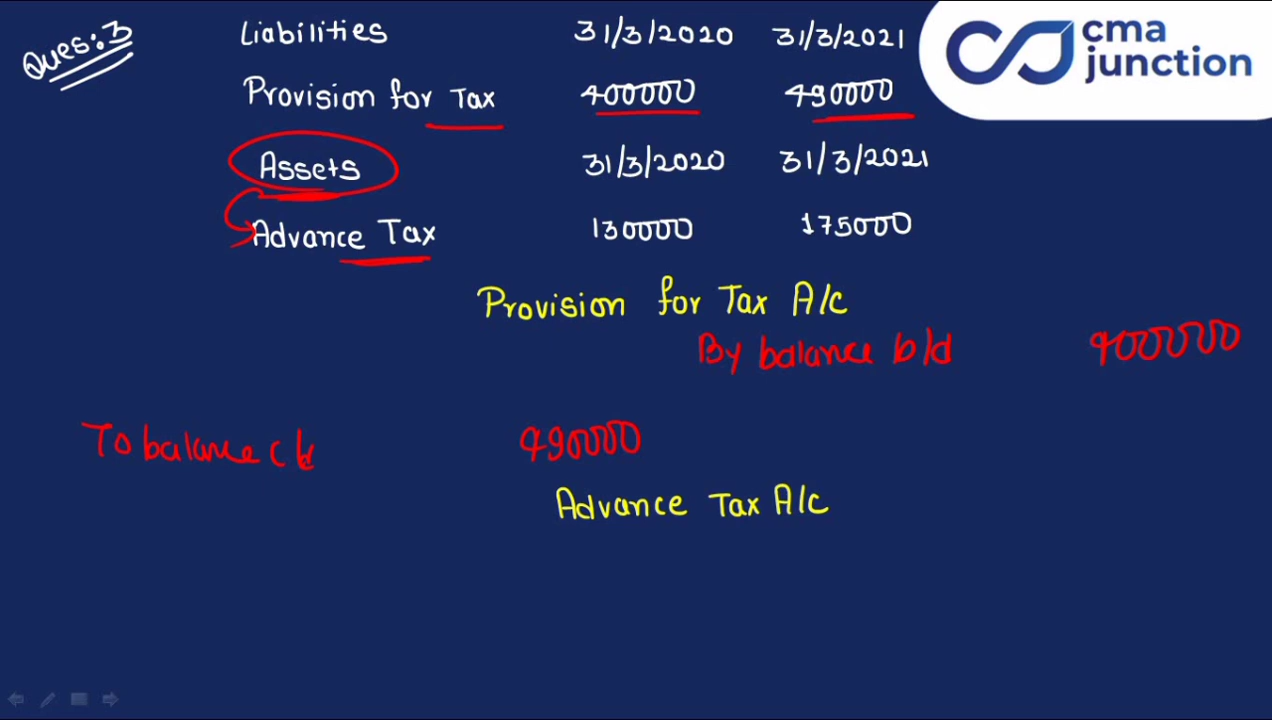 Ques:3
Liabilities 31/3/2020 31/3/2021
cma junction
Provision for Tax 400000 490000
Assets 31/3/2020 31/3/2021
Advance Tax 130000 175000
Provision for Tax A/c
By balance b/d 400000
To balance c/d 490000
Advance Tax A/c